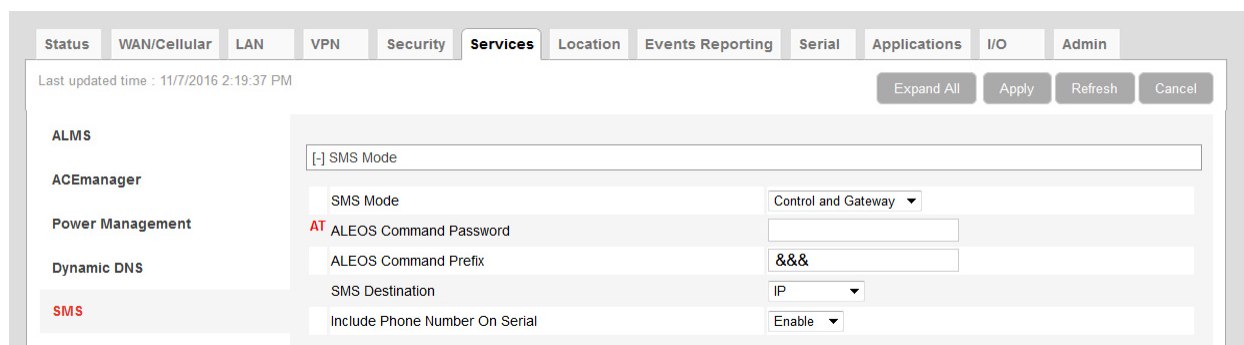 Status WAN/Cellular LAN VPN Security Services Location Events Reporting Serial Applications I/O Admin
Last updated time : 11/7/2016 2:19:37 PM Expand All Apply Refresh Cancel
ALMS
[-] SMS Mode
ACEmanager
SMS Mode Control and Gateway
Power Management
AT ALEOS Command Password
ALEOS Command Prefix &&&
Dynamic DNS
SMS Destination IP
SMS
Include Phone Number On Serial Enable